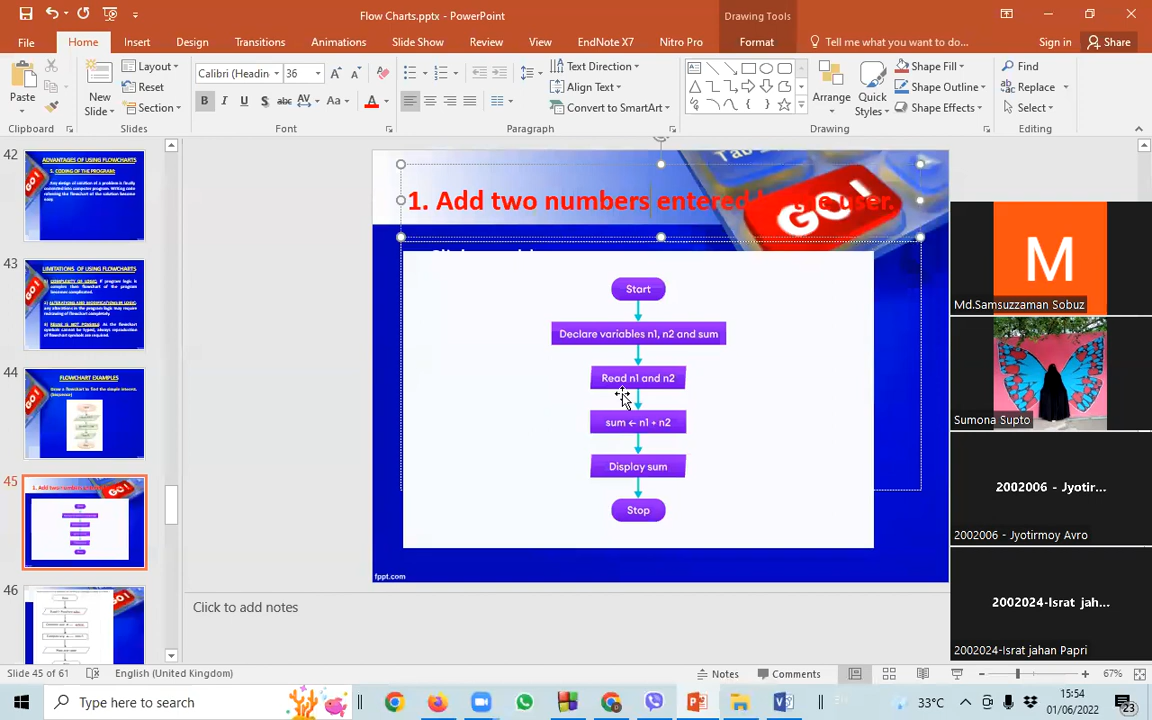 Flow Charts.pptx - PowerPoint
Drawing Tools
File
Home
Insert
Design
Transitions
Animations
Slide Show
Review
View
EndNote X7
Nitro Pro
Format
Tell me what you want to do...
Sign in
Share
Paste
New
Slide
Layout
Reset
Section
Calibri (Headin
36
B
I
U
S
abc
AV
Aa
A
Text Direction
Align Text
Convert to SmartArt
Arrange
Quick
Styles
Shape Fill
Shape Outline
Shape Effects
Find
Replace
Select
Clipboard
Slides
Font
Paragraph
Drawing
Editing
42
ADVANTAGES OF USING FLOWCHARTS
43
LIMITATIONS OF USING FLOWCHARTS
44
FLOWCHART EXAMPLES
45
46
1. Add two numbers entered
user.
GO!
Start
Declare variables n1, n2 and sum
Read n1 and n2
sum ← n1 + n2
Display sum
Stop
fppt.com
Click to add notes
M
Md.Samsuzzaman Sobuz
Sumona Supto
2002006 - Jyotir...
2002006 - Jyotirmoy Avro
2002024-Israt jah...
2002024-Israt jahan Papri
Slide 45 of 61
English (United Kingdom)
Notes
Comments
67%
Type here to search
33°C
15:54
01/06/2022
23